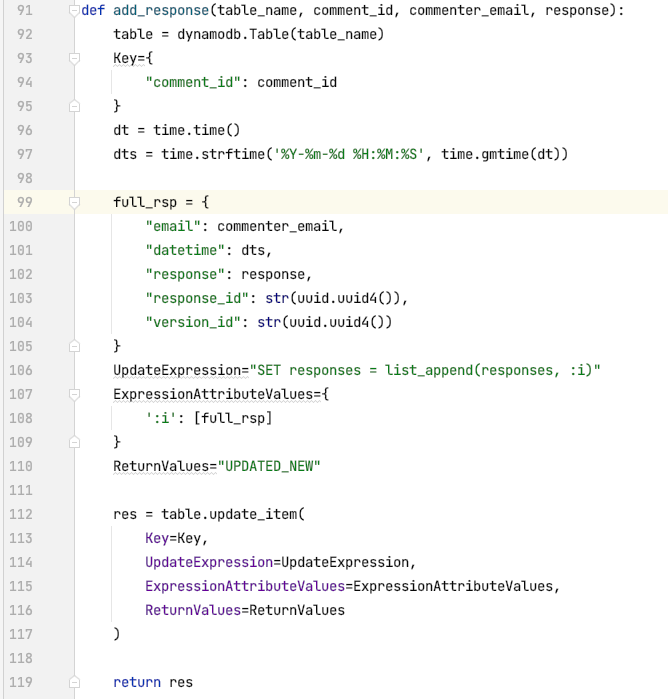 91 def add_response(table_name, comment_id, commenter_email, response):
92     table = dynamodb.Table(table_name)
93     Key={
94         "comment_id": comment_id
95     }
96     dt = time.time()
97     dts = time.strftime('%Y-%m-%d %H:%M:%S', time.gmtime(dt))
98
99     full_rsp = {
100         "email": commenter_email,
101         "datetime": dts,
102         "response": response,
103         "response_id": str(uuid.uuid4()),
104         "version_id": str(uuid.uuid4())
105     }
106     UpdateExpression="SET responses = list_append(responses, :i)"
107     ExpressionAttributeValues={
108         ':i': [full_rsp]
109     }
110     ReturnValues="UPDATED_NEW"
111
112     res = table.update_item(
113         Key=Key,
114         UpdateExpression=UpdateExpression,
115         ExpressionAttributeValues=ExpressionAttributeValues,
116         ReturnValues=ReturnValues
117     )
118
119     return res